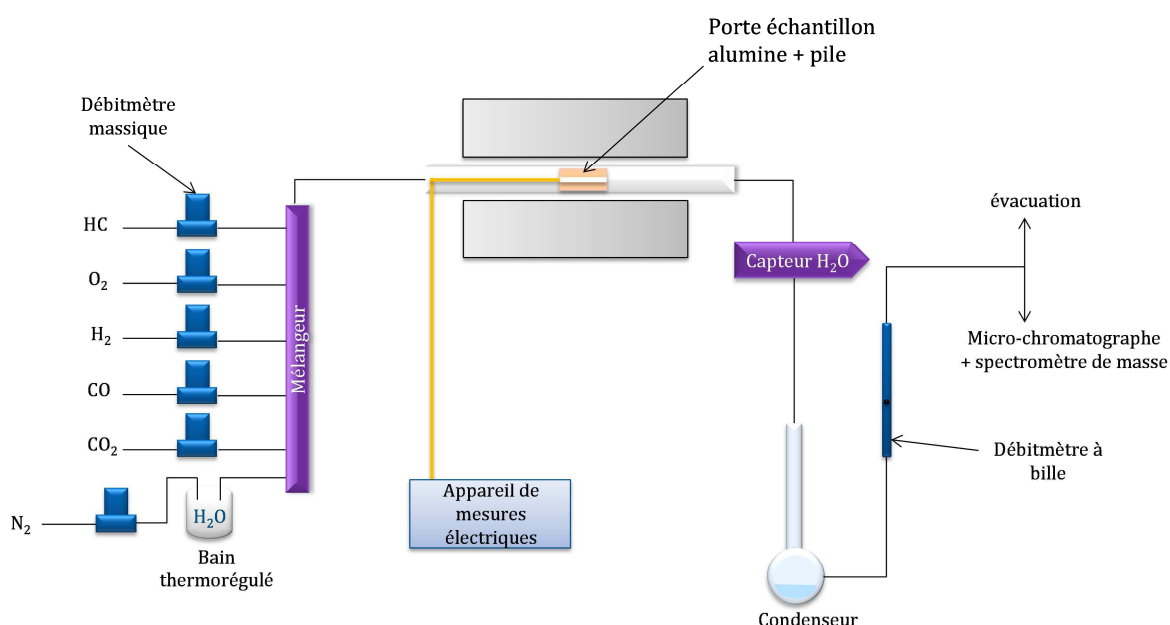 Porte échantillon
alumine + pile
Débitmètre
massique
HC
O₂
H₂
CO
CO₂
N₂
H₂O
Bain
thermorégulé
Mélangeur
Appareil de
mesures
électriques
Capteur H₂O
évacuation
Micro-chromatographe
+ spectromètre de masse
Débitmètre à
bille
Condenseur